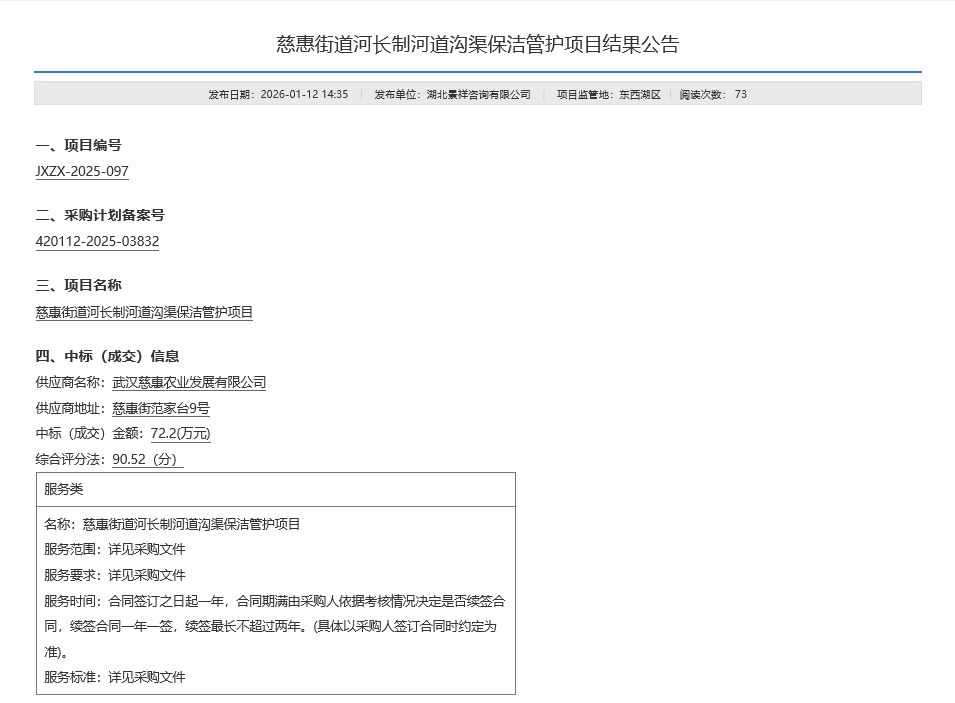 慈惠街道河长制河道沟渠保洁管护项目结果公告
发布日期：2026-01-12 14:35 | 发布单位：湖北景祥咨询有限公司 | 项目监管地：东西湖区 | 阅读次数： 73
一、项目编号
JXZX-2025-097
二、采购计划备案号
420112-2025-03832
三、项目名称
慈惠街道河长制河道沟渠保洁管护项目
四、中标（成交）信息
供应商名称：武汉慈惠农业发展有限公司
供应商地址：慈惠街范家台9号
中标（成交）金额：72.2(万元)
综合评分法：90.52（分）
服务类
名称：慈惠街道河长制河道沟渠保洁管护项目
服务范围：详见采购文件
服务要求：详见采购文件
服务时间：合同签订之日起一年，合同期满由采购人依据考核情况决定是否续签合
同，续签合同一年一签，续签最长不超过两年。(具体以采购人签订合同时约定为
准)。
服务标准：详见采购文件